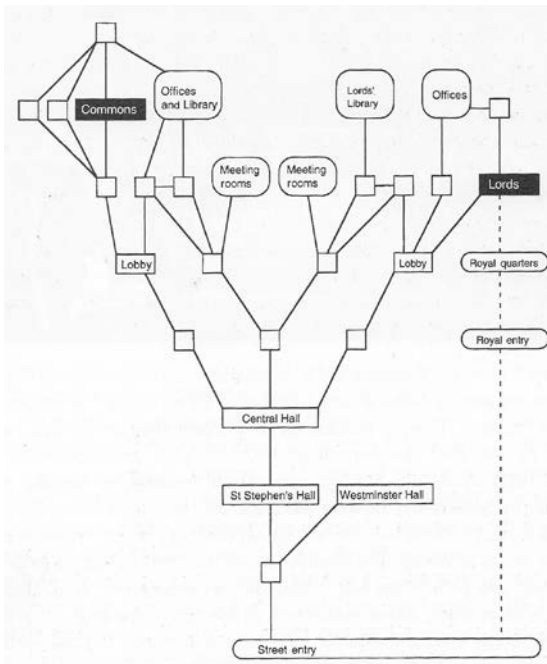 Commons
Offices
and Library
Lords'
Library
Offices
Meeting
rooms
Meeting
rooms
Lords
Lobby
Lobby
Royal quarters
Royal entry
Central Hall
St Stephen's Hall
Westminster Hall
Street entry